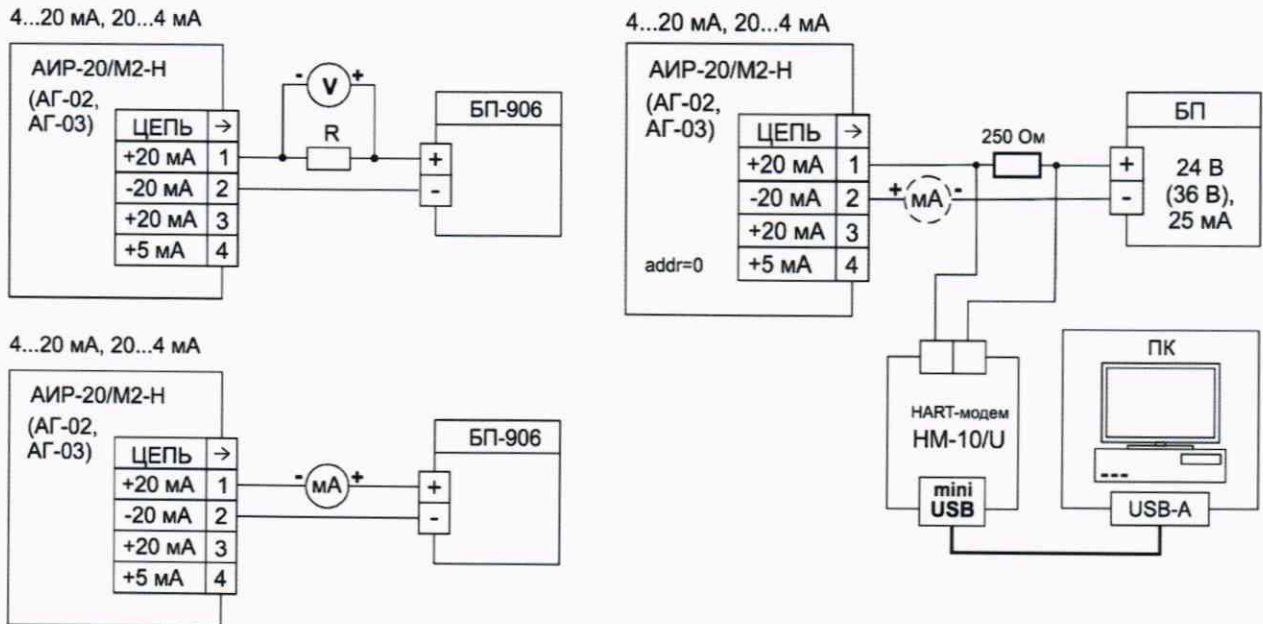 4...20 мА, 20...4 мА
АИР-20/М2-Н
(АГ-02,
АГ-03)
ЦЕПЬ →
+20 мА 1
-20 мА 2
+20 мА 3
+5 мА 4
- V +
R
БП-906
+
-
4...20 мА, 20...4 мА
АИР-20/М2-Н
(АГ-02,
АГ-03)
ЦЕПЬ →
+20 мА 1
-20 мА 2
+20 мА 3
+5 мА 4
- мА +
БП-906
+
-
4...20 мА, 20...4 мА
АИР-20/М2-Н
(АГ-02,
АГ-03)
addr=0
ЦЕПЬ →
+20 мА 1
-20 мА 2
+20 мА 3
+5 мА 4
250 Ом
+ мА -
БП
+
-
24 В
(36 В),
25 мА
HART-модем
НМ-10/U
mini
USB
ПК
USB-A